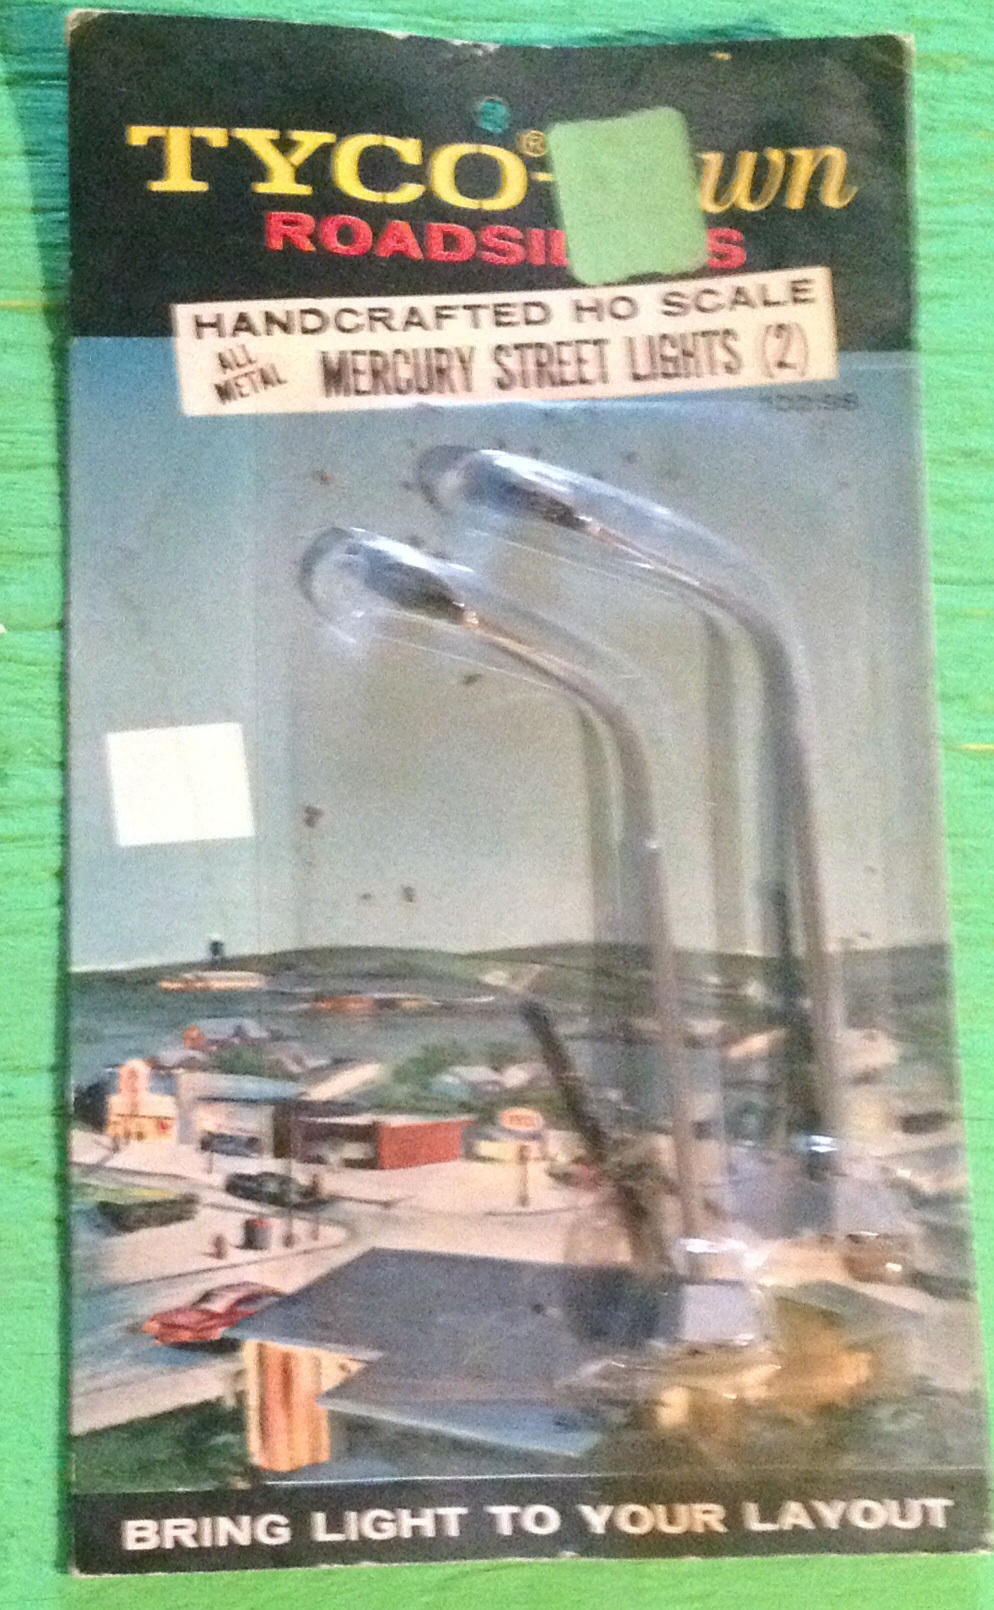 TYCO®- wn
ROADSI S
HANDCRAFTED HO SCALE
ALL METAL MERCURY STREET LIGHTS (2)
BRING LIGHT TO YOUR LAYOUT